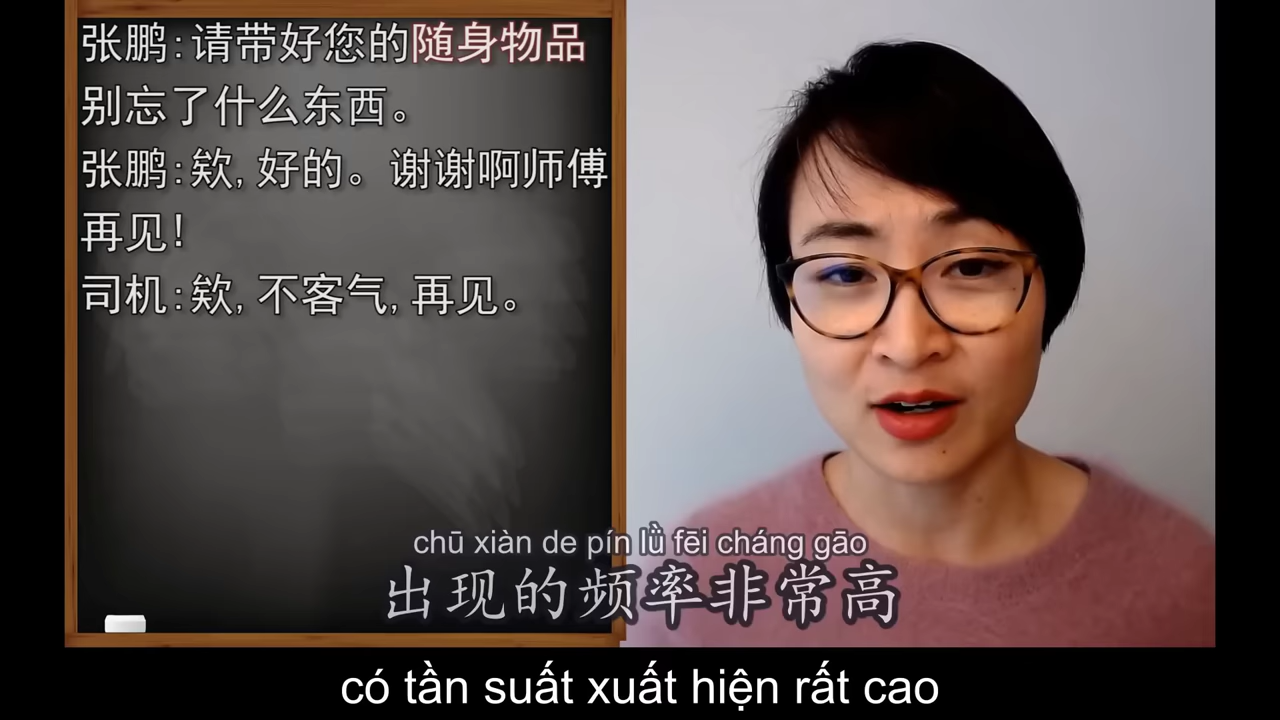 张鹏:请带好您的随身物品
别忘了什么东西。
张鹏:欸,好的。谢谢啊师傅
再见!
司机:欸,不客气,再见。
chū xiàn de pín lǜ fēi cháng gāo
出现的频率非常高
có tần suất xuất hiện rất cao